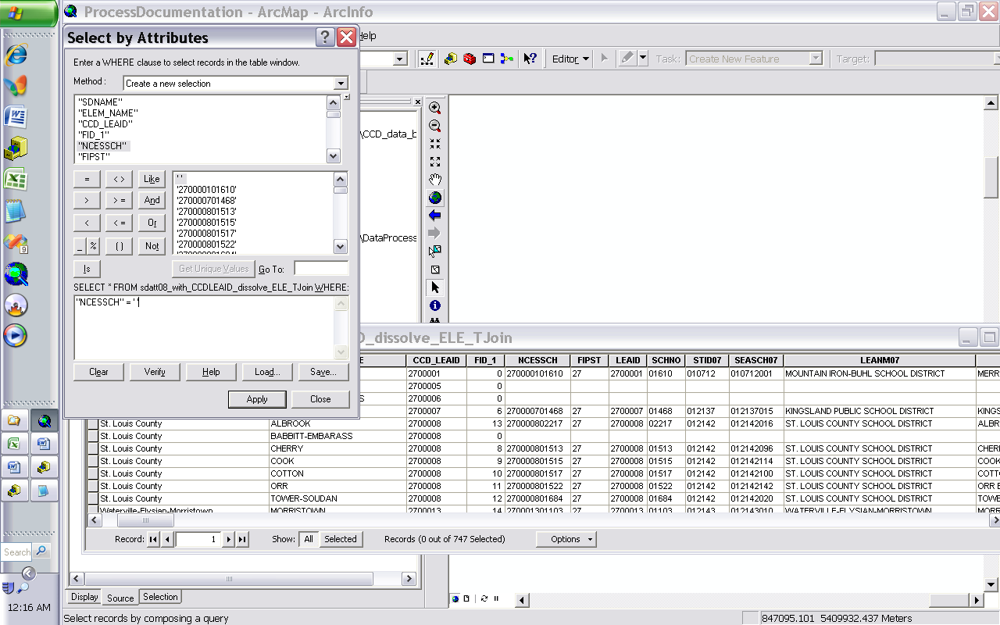 ProcessDocumentation - ArcMap - ArcInfo
Select by Attributes
Help
Enter a WHERE clause to select records in the table window.
Method : Create a new selection
Editor Task: Create New Feature Target:
"SDNAME"
"ELEM_NAME"
"CCD_LEAID"
"FID_1"
"NCESSCH"
"FIPST"
\CCD_data_b
= < > Like
> > = And
< < = Or
_ % ( ) Not
Is
' '
'270000101610'
'270000701468'
'270000801513'
'270000801515'
'270000801517'
'270000801522'
'270000801684'
\DataProcess
Get Unique Values Go To:
SELECT * FROM sdatt08_with_CCDLEAID_dissolve_ELE_TJoin WHERE:
"NCESSCH" = ' '
Clear Verify Help Load... Save...
Apply Close
D_dissolve_ELE_TJoin
E CCD_LEAID FID_1 NCESSCH FIPST LEAID SCHNO STID07 SEASCH07 LEANM07
2700001 0 270000101610 27 2700001 01610 010712 010712001 MOUNTAIN IRON-BUHL SCHOOL DISTRICT MERR
2700005 0
S 2700006 0
2700007 6 270000701468 27 2700007 01468 012137 012137015 KINGSLAND PUBLIC SCHOOL DISTRICT KINGS
St. Louis County ALBROOK 2700008 13 270000802217 27 2700008 02217 012142 012142016 ST. LOUIS COUNTY SCHOOL DISTRICT ALBR
St. Louis County BABBITT-EMBARASS 2700008 0
St. Louis County CHERRY 2700008 8 270000801513 27 2700008 01513 012142 012142096 ST. LOUIS COUNTY SCHOOL DISTRICT CHER
St. Louis County COOK 2700008 9 270000801515 27 2700008 01515 012142 012142114 ST. LOUIS COUNTY SCHOOL DISTRICT COOK
St. Louis County COTTON 2700008 10 270000801517 27 2700008 01517 012142 012142100 ST. LOUIS COUNTY SCHOOL DISTRICT COTTO
St. Louis County ORR 2700008 11 270000801522 27 2700008 01522 012142 012142142 ST. LOUIS COUNTY SCHOOL DISTRICT ORR E
St. Louis County TOWER-SOUDAN 2700008 12 270000801684 27 2700008 01684 012142 012142020 ST. LOUIS COUNTY SCHOOL DISTRICT TOWE
Waterville-Elysian-Morristown MORRISTOWN 2700013 14 270001301103 27 2700013 01103 012143 012143010 WATERVILLE-ELYSIAN-MORRISTOWN MORR
Record: 1 Show: All Selected Records (0 out of 747 Selected) Options
Display Source Selection
Search
12:16 AM
Select records by composing a query
847095.101 5409932.437 Meters